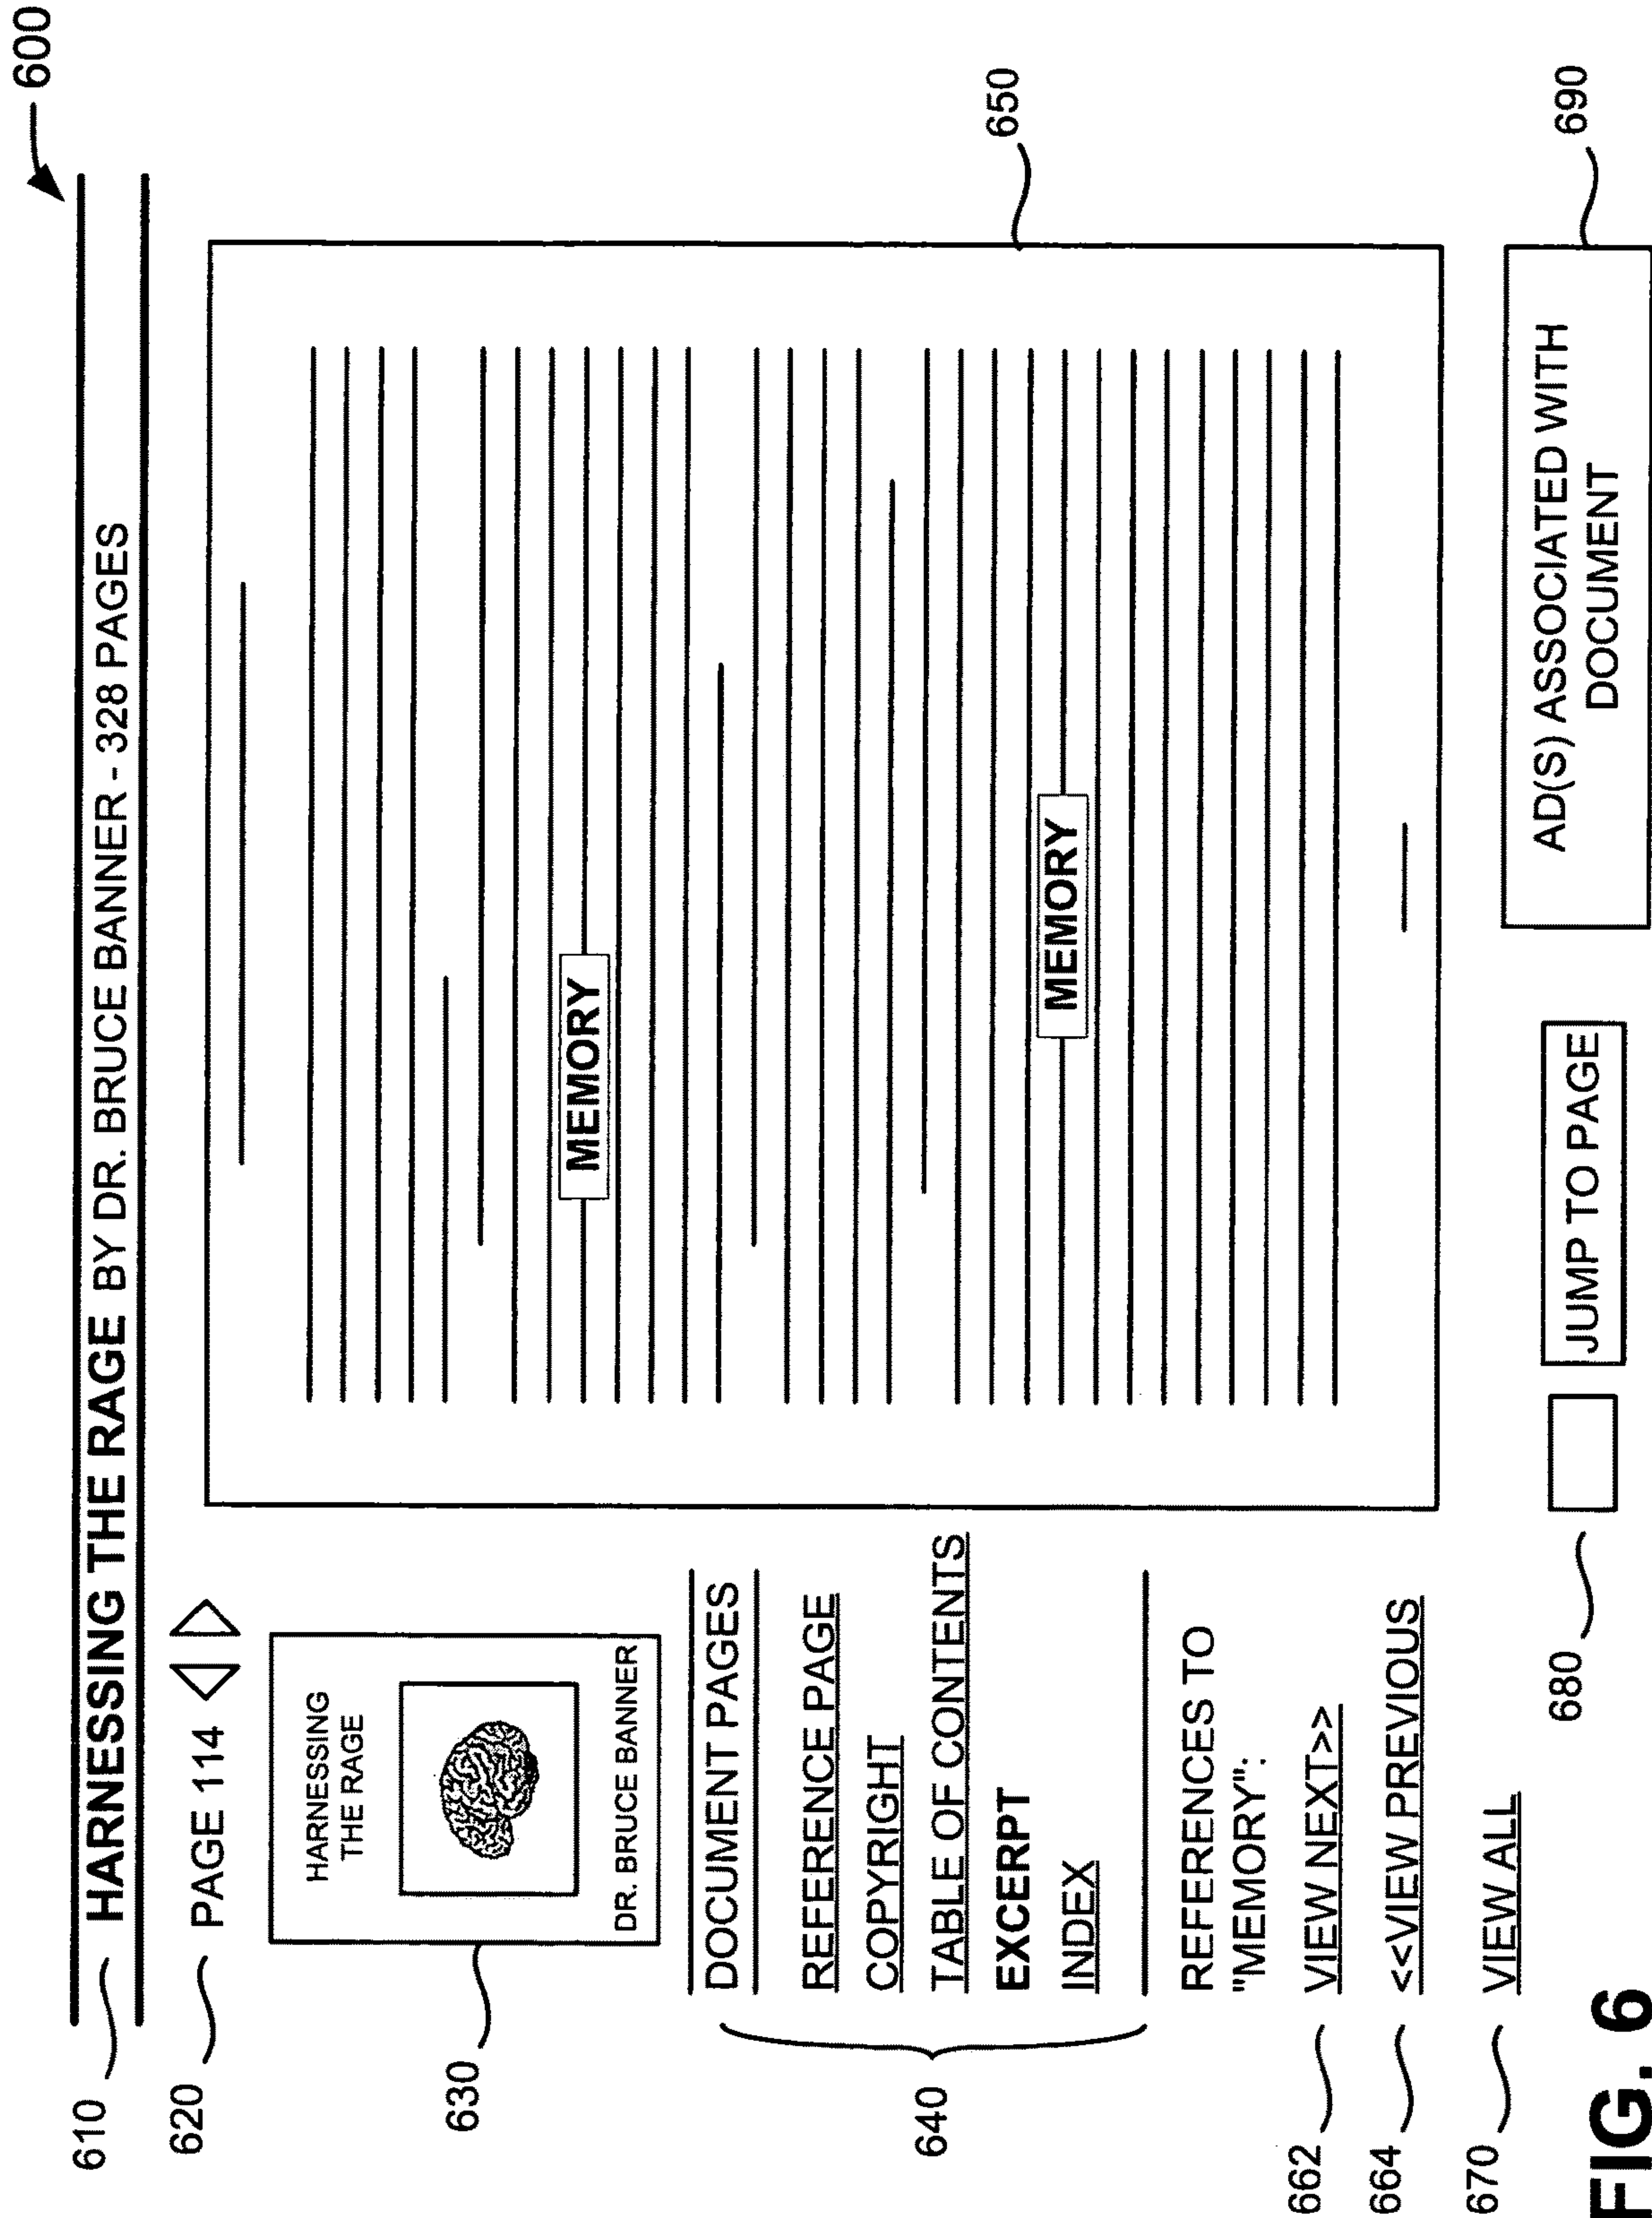 600
610
HARNESSING THE RAGE BY DR. BRUCE BANNER - 328 PAGES
620
PAGE 114
630
HARNESSING
THE RAGE
DR. BRUCE BANNER
640
DOCUMENT PAGES
REFERENCE PAGE
COPYRIGHT
TABLE OF CONTENTS
EXCERPT
INDEX
REFERENCES TO
"MEMORY":
662
VIEW NEXT>>
664
<<VIEW PREVIOUS
670
VIEW ALL
MEMORY
MEMORY
650
680
JUMP TO PAGE
AD(S) ASSOCIATED WITH
DOCUMENT
690
FIG. 6